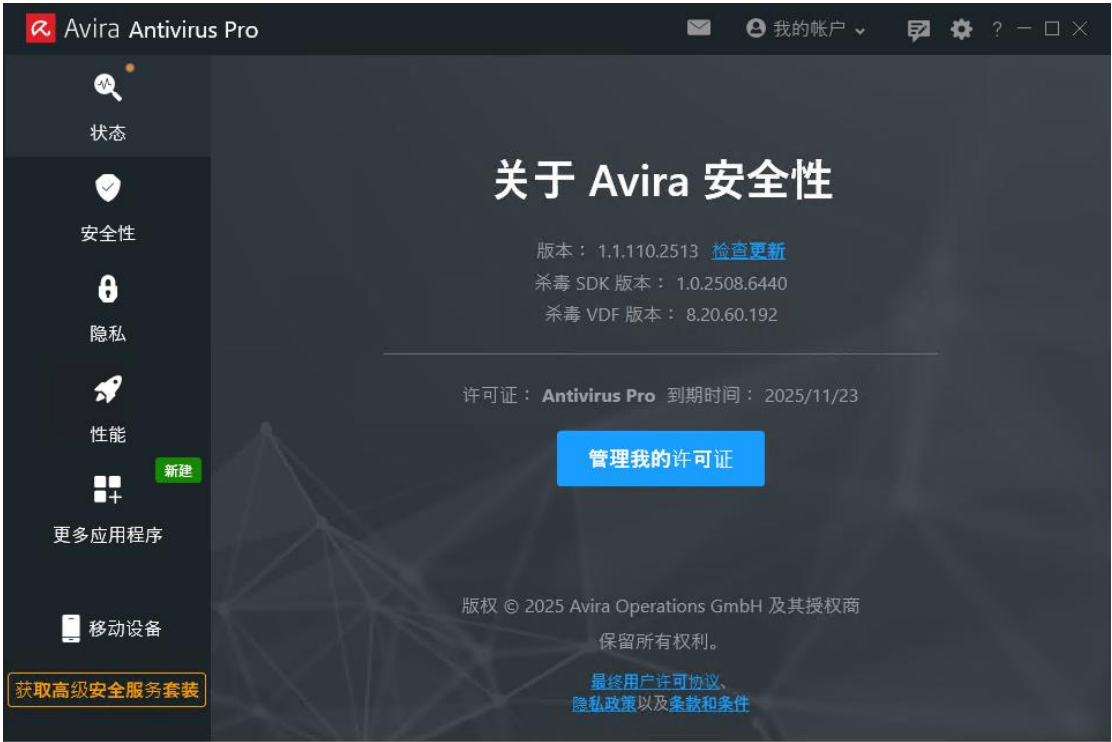 Avira Antivirus Pro
我的帐户
?
状态
安全性
隐私
性能
新建
更多应用程序
移动设备
获取高级安全服务套装
关于 Avira 安全性
版本： 1.1.110.2513 检查更新
杀毒 SDK 版本： 1.0.2508.6440
杀毒 VDF 版本： 8.20.60.192
许可证： Antivirus Pro 到期时间： 2025/11/23
管理我的许可证
版权 © 2025 Avira Operations GmbH 及其授权商
保留所有权利。
最终用户许可协议、
隐私政策以及条款和条件